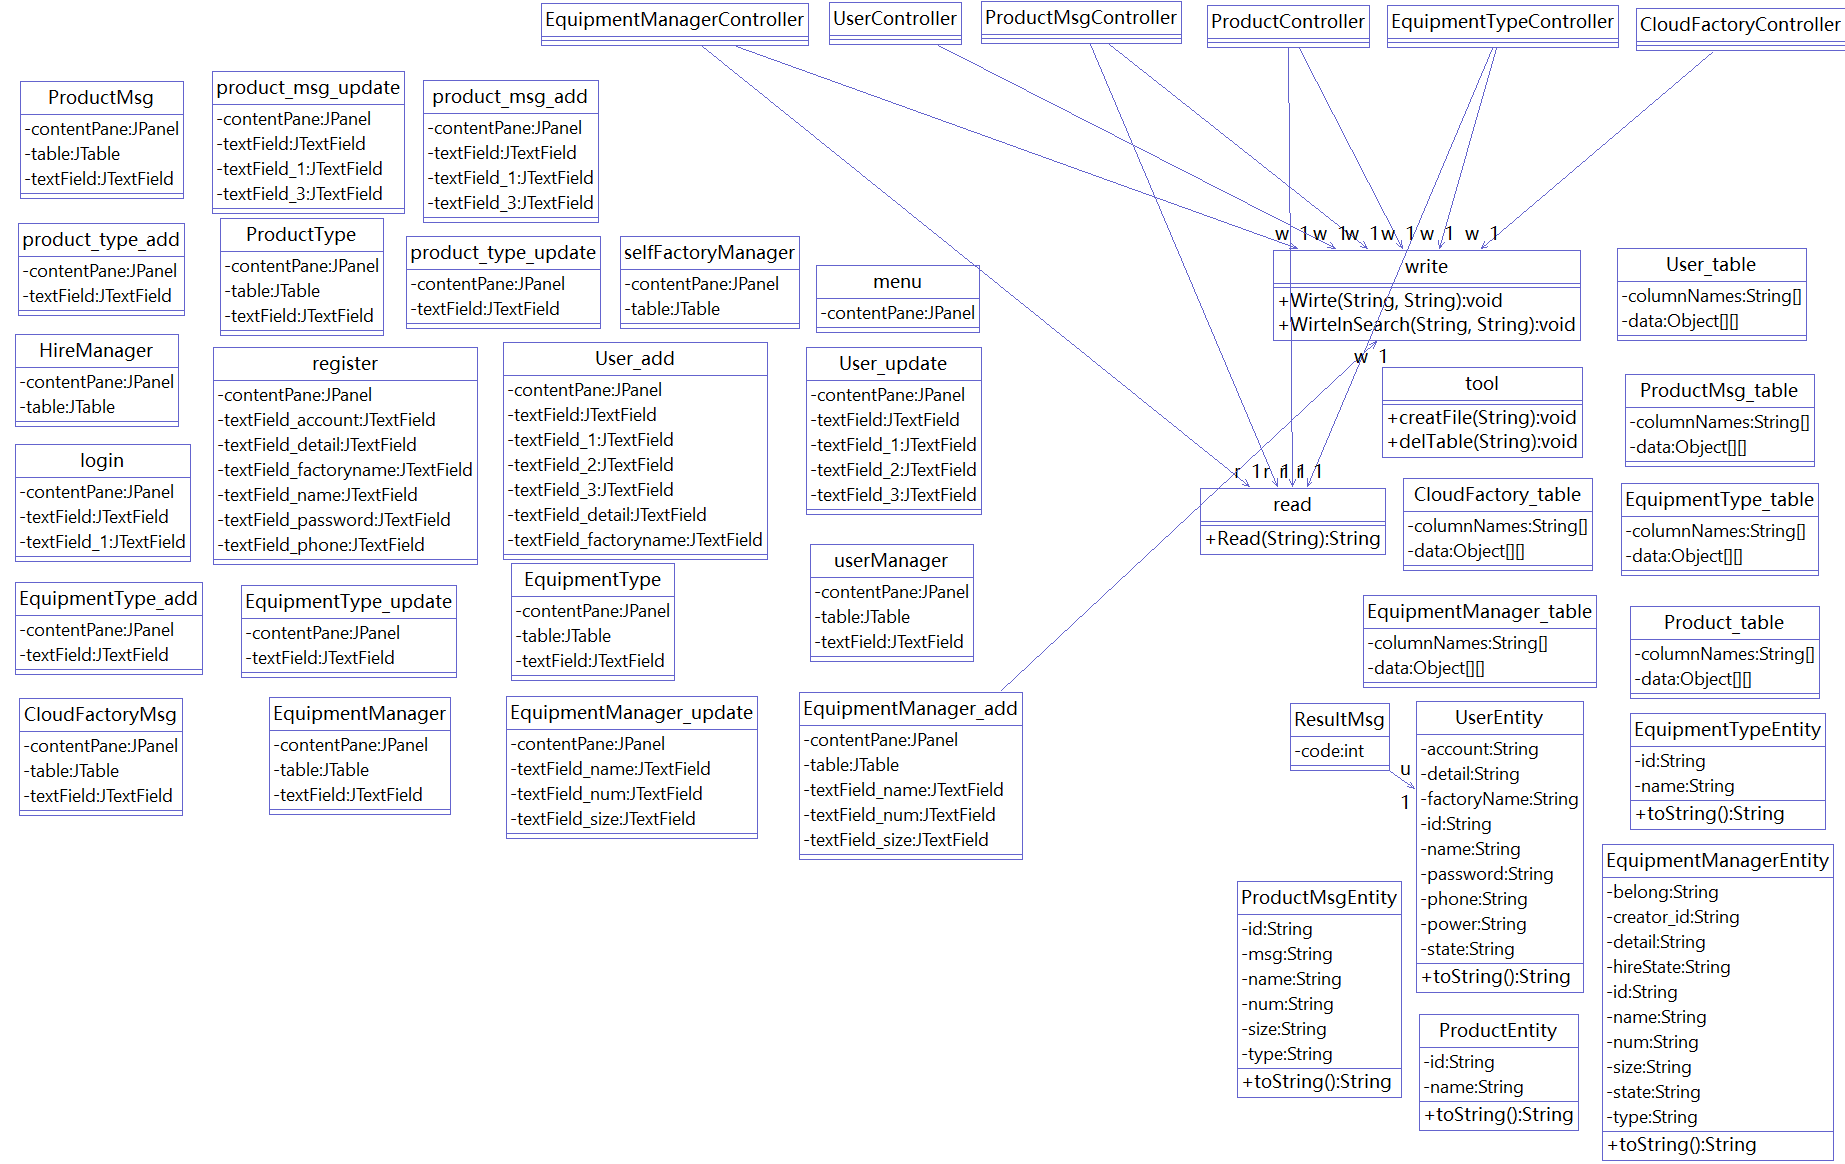 EquipmentManagerController
UserController
ProductMsgController
ProductController
EquipmentTypeController
CloudFactoryController
ProductMsg
-contentPane:JPanel
-table:JTable
-textField:JTextField
product_msg_update
-contentPane:JPanel
-textField:JTextField
-textField_1:JTextField
-textField_3:JTextField
product_msg_add
-contentPane:JPanel
-textField:JTextField
-textField_1:JTextField
-textField_3:JTextField
product_type_add
-contentPane:JPanel
-textField:JTextField
ProductType
-contentPane:JPanel
-table:JTable
-textField:JTextField
product_type_update
-contentPane:JPanel
-textField:JTextField
selfFactoryManager
-contentPane:JPanel
-table:JTable
menu
-contentPane:JPanel
w 1
w 1
w 1
w 1
w 1
w 1
write
+Wirte(String, String):void
+WirteInSearch(String, String):void
w 1
User_table
-columnNames:String[]
-data:Object[][]
HireManager
-contentPane:JPanel
-table:JTable
register
-contentPane:JPanel
-textField_account:JTextField
-textField_detail:JTextField
-textField_factoryname:JTextField
-textField_name:JTextField
-textField_password:JTextField
-textField_phone:JTextField
User_add
-contentPane:JPanel
-textField:JTextField
-textField_1:JTextField
-textField_2:JTextField
-textField_3:JTextField
-textField_detail:JTextField
-textField_factoryname:JTextField
User_update
-contentPane:JPanel
-textField:JTextField
-textField_1:JTextField
-textField_2:JTextField
-textField_3:JTextField
tool
+creatFile(String):void
+delTable(String):void
ProductMsg_table
-columnNames:String[]
-data:Object[][]
login
-contentPane:JPanel
-textField:JTextField
-textField_1:JTextField
r 1
r 1
r 1
r 1
read
+Read(String):String
CloudFactory_table
-columnNames:String[]
-data:Object[][]
EquipmentType_table
-columnNames:String[]
-data:Object[][]
EquipmentType_add
-contentPane:JPanel
-textField:JTextField
EquipmentType_update
-contentPane:JPanel
-textField:JTextField
EquipmentType
-contentPane:JPanel
-table:JTable
-textField:JTextField
userManager
-contentPane:JPanel
-table:JTable
-textField:JTextField
EquipmentManager_table
-columnNames:String[]
-data:Object[][]
Product_table
-columnNames:String[]
-data:Object[][]
CloudFactoryMsg
-contentPane:JPanel
-table:JTable
-textField:JTextField
EquipmentManager
-contentPane:JPanel
-table:JTable
-textField:JTextField
EquipmentManager_update
-contentPane:JPanel
-textField_name:JTextField
-textField_num:JTextField
-textField_size:JTextField
EquipmentManager_add
-contentPane:JPanel
-table:JTable
-textField_name:JTextField
-textField_num:JTextField
-textField_size:JTextField
ResultMsg
-code:int
u
1
UserEntity
-account:String
-detail:String
-factoryName:String
-id:String
-name:String
-password:String
-phone:String
-power:String
-state:String
+toString():String
EquipmentTypeEntity
-id:String
-name:String
+toString():String
ProductMsgEntity
-id:String
-msg:String
-name:String
-num:String
-size:String
-type:String
+toString():String
ProductEntity
-id:String
-name:String
+toString():String
EquipmentManagerEntity
-belong:String
-creator_id:String
-detail:String
-hireState:String
-id:String
-name:String
-num:String
-size:String
-state:String
-type:String
+toString():String